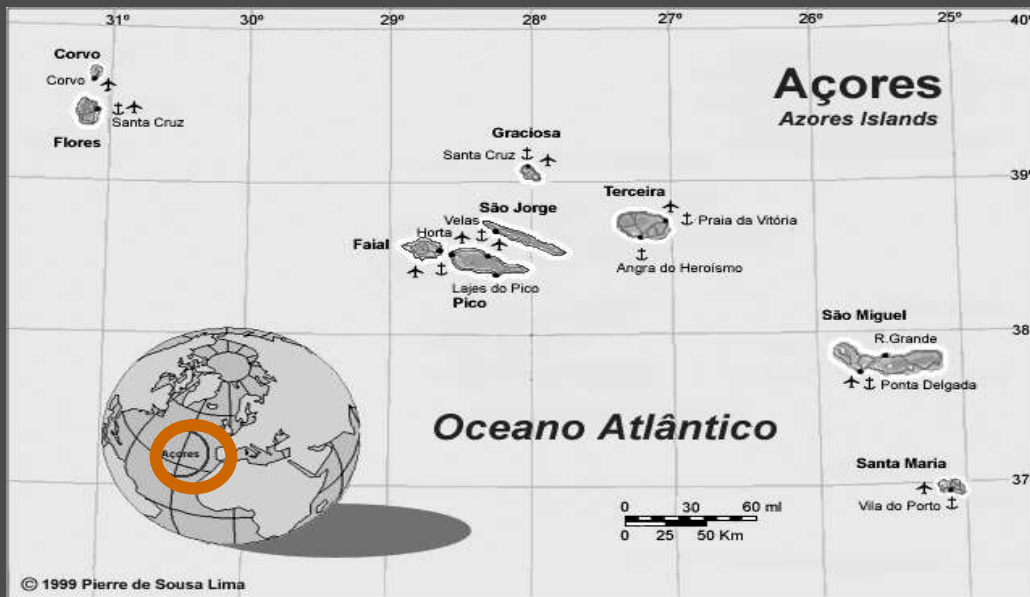 31º 30º 29º 28º 27º 26º 25º 40º
Corvo
Corvo
Santa Cruz
Flores
Açores
Azores Islands
Graciosa
Santa Cruz
39º
Terceira
Praia da Vitória
Angra do Heroísmo
São Jorge
Velas
Horta
Faial
Lajes do Pico
Pico
38º
São Miguel
R.Grande
Ponta Delgada
Oceano Atlântico
Açores
Santa Maria
37º
Vila do Porto
0 30 60 ml
0 25 50 Km
© 1999 Pierre de Sousa Lima